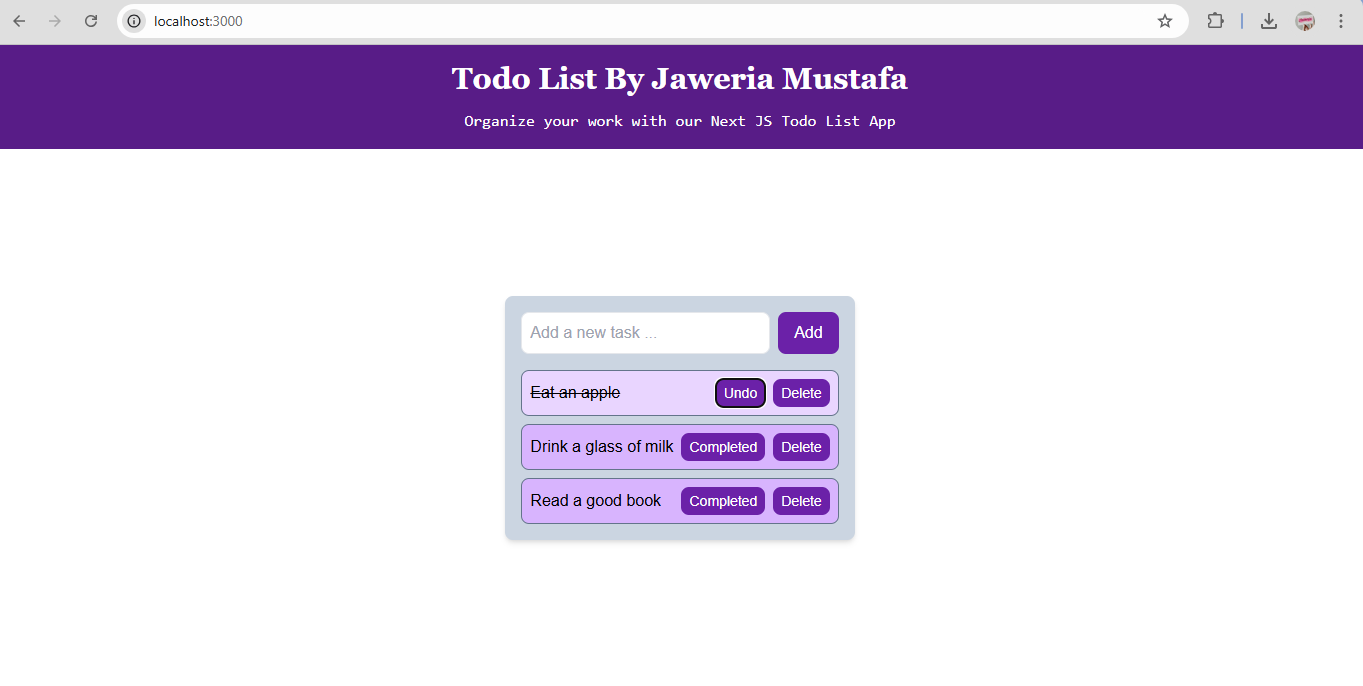 localhost:3000
Todo List By Jaweria Mustafa
Organize your work with our Next JS Todo List App
Add a new task ... Add
Eat an apple Undo Delete
Drink a glass of milk Completed Delete
Read a good book Completed Delete